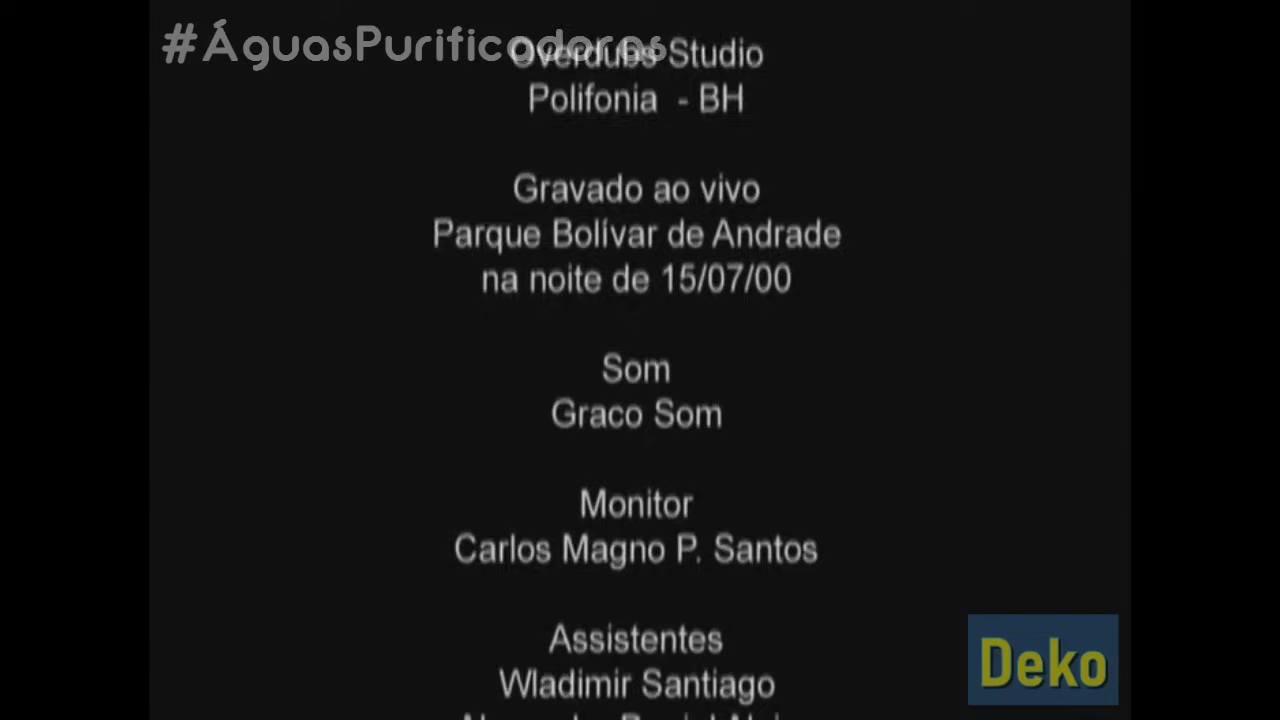 #ÁguasPurificadoras
Overdubs Studio
Polifonia - BH
Gravado ao vivo
Parque Bolívar de Andrade
na noite de 15/07/00
Som
Graco Som
Monitor
Carlos Magno P. Santos
Assistentes
Wladimir Santiago
Deko